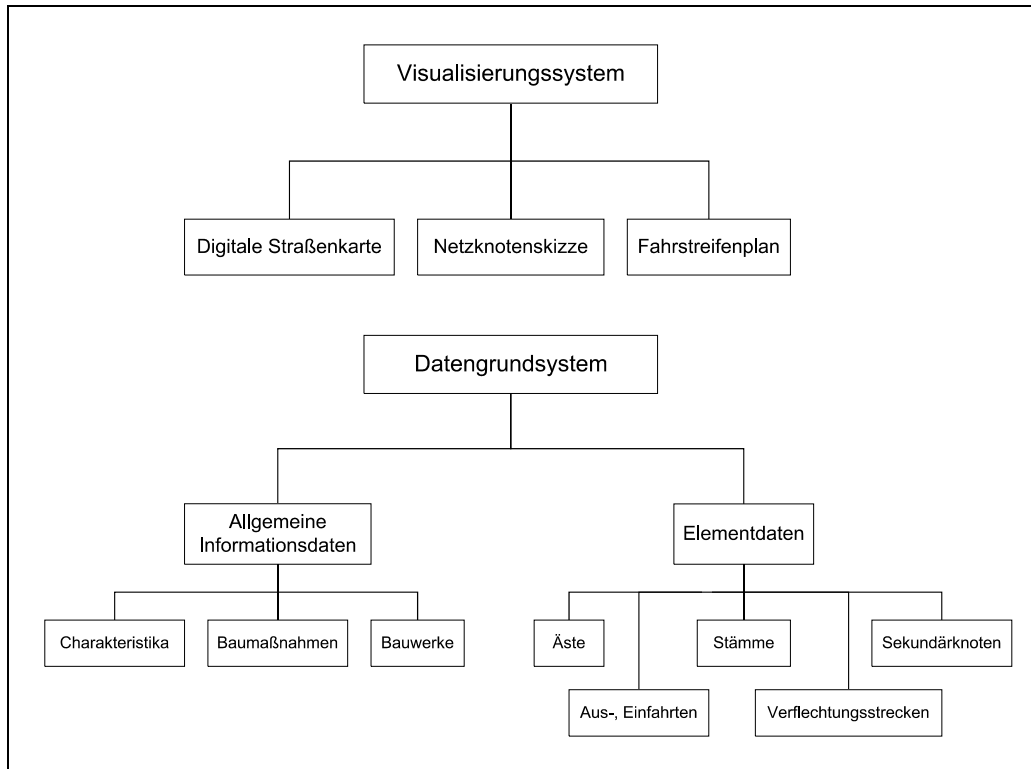 Visualisierungssystem
Digitale Straßenkarte
Netzknotenskizze
Fahrstreifenplan
Datengrundsystem
Allgemeine
Informationsdaten
Elementdaten
Charakteristika
Baumaßnahmen
Bauwerke
Äste
Stämme
Sekundärknoten
Aus-, Einfahrten
Verflechtungsstrecken